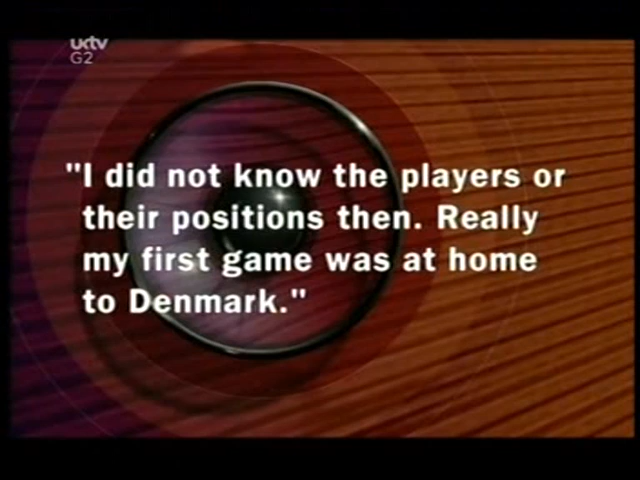 uktv
G2
"I did not know the players or
their positions then. Really
my first game was at home
to Denmark."